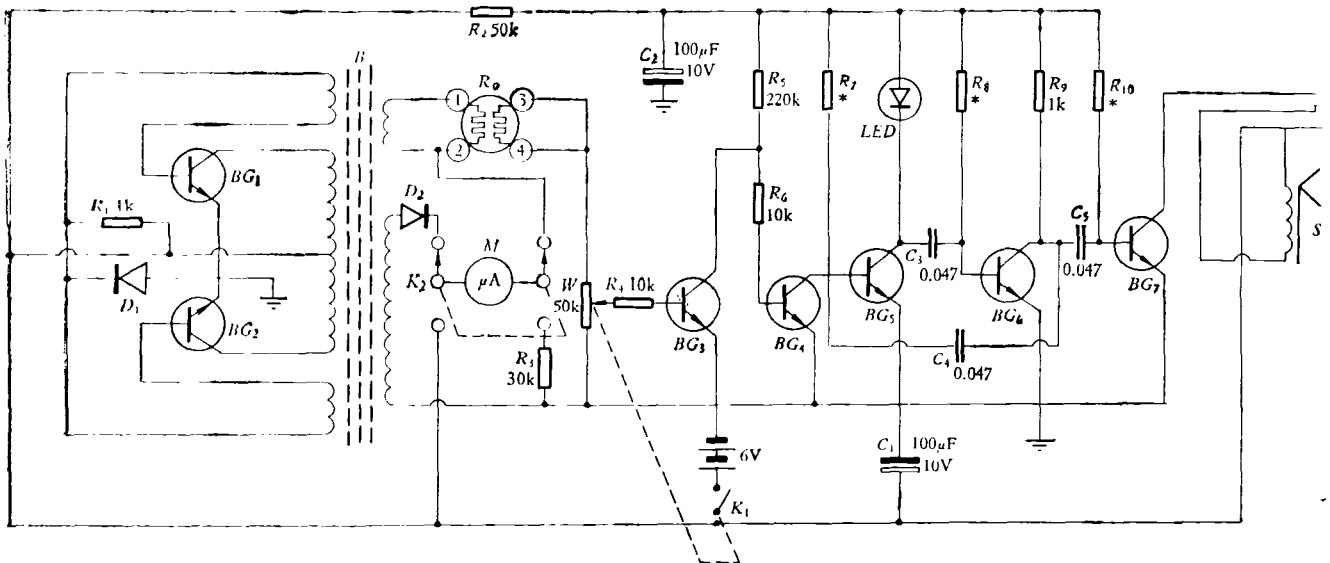 R₂ 50k
B
C₂
100μF
10V
R₅
220k
R₇
*
LED
R₈
*
R₉
1k
R₁₀
*
1
3
2
4
BG₁
R₁ 1k
D₁
BG₂
D₂
K₂
M
μA
R₃
30k
W
50k
R₄ 10k
BG₃
R₆
10k
BG₄
BG₅
C₃
0.047
BG₆
C₄
0.047
C₅
0.047
BG₇
S
6V
K₁
C₁
100μF
10V